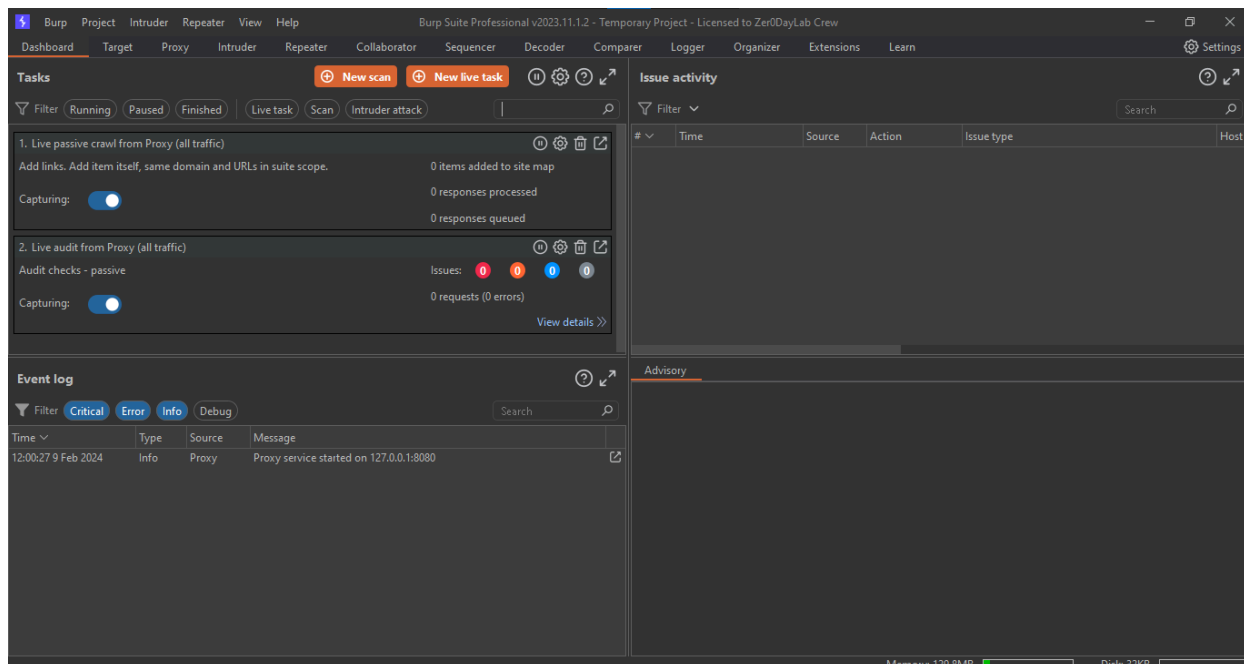 Burp Project Intruder Repeater View Help Burp Suite Professional v2023.11.1.2 - Temporary Project - Licensed to Zer0DayLab Crew
Dashboard Target Proxy Intruder Repeater Collaborator Sequencer Decoder Comparer Logger Organizer Extensions Learn Settings
Tasks New scan New live task
Filter Running Paused Finished Live task Scan Intruder attack
1. Live passive crawl from Proxy (all traffic)
Add links. Add item itself, same domain and URLs in suite scope. 0 items added to site map
Capturing: 0 responses processed
0 responses queued
2. Live audit from Proxy (all traffic)
Audit checks - passive Issues: 0 0 0 0
Capturing: 0 requests (0 errors)
View details
Issue activity
Filter Search
# Time Source Action Issue type Host
Event log
Filter Critical Error Info Debug Search
Time Type Source Message
12:00:27 9 Feb 2024 Info Proxy Proxy service started on 127.0.0.1:8080
Advisory
Memory: 129.8MB Disk: 32KB